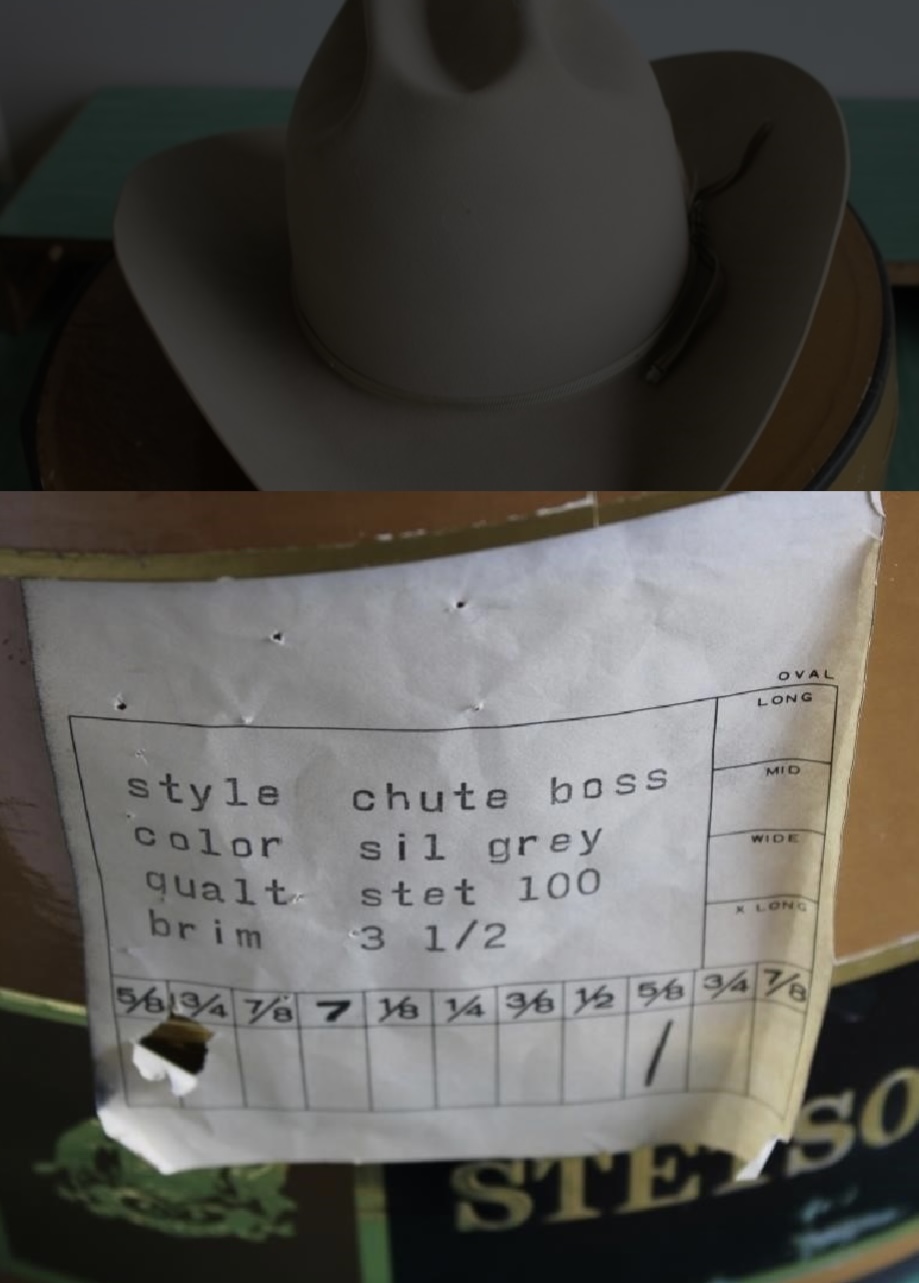 OVAL
LONG
MID
WIDE
X LONG
style chute boss
color sil grey
qualt stet 100
brim 3 1/2
5/8 3/4 7/8 7 1/8 1/4 3/8 1/2 5/8 3/4 7/8
/
STETSO